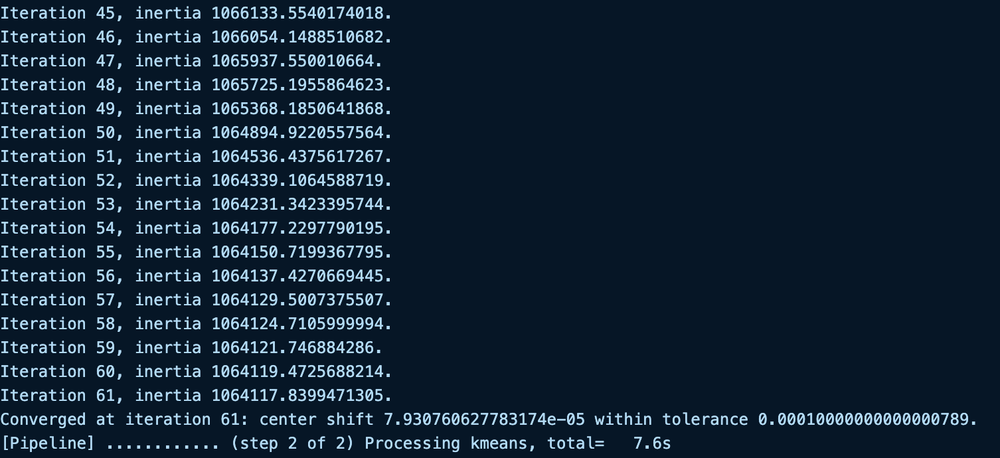 Iteration 45, inertia 1066133.5540174018.
Iteration 46, inertia 1066054.1488510682.
Iteration 47, inertia 1065937.550010664.
Iteration 48, inertia 1065725.1955864623.
Iteration 49, inertia 1065368.1850641868.
Iteration 50, inertia 1064894.9220557564.
Iteration 51, inertia 1064536.4375617267.
Iteration 52, inertia 1064339.1064588719.
Iteration 53, inertia 1064231.3423395744.
Iteration 54, inertia 1064177.2297790195.
Iteration 55, inertia 1064150.7199367795.
Iteration 56, inertia 1064137.4270669445.
Iteration 57, inertia 1064129.5007375507.
Iteration 58, inertia 1064124.7105999994.
Iteration 59, inertia 1064121.746884286.
Iteration 60, inertia 1064119.4725688214.
Iteration 61, inertia 1064117.8399471305.
Converged at iteration 61: center shift 7.930760627783174e-05 within tolerance 0.00010000000000000789.
[Pipeline] ............ (step 2 of 2) Processing kmeans, total=   7.6s